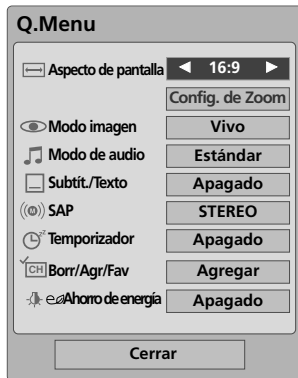 Q.Menu
Aspecto de pantalla ◀ 16:9 ▶
Config. de Zoom
Modo imagen Vivo
Modo de audio Estándar
Subtít./Texto Apagado
SAP STEREO
Temporizador Apagado
CH Borr/Agr/Fav Agregar
Ahorro de energía Apagado
Cerrar